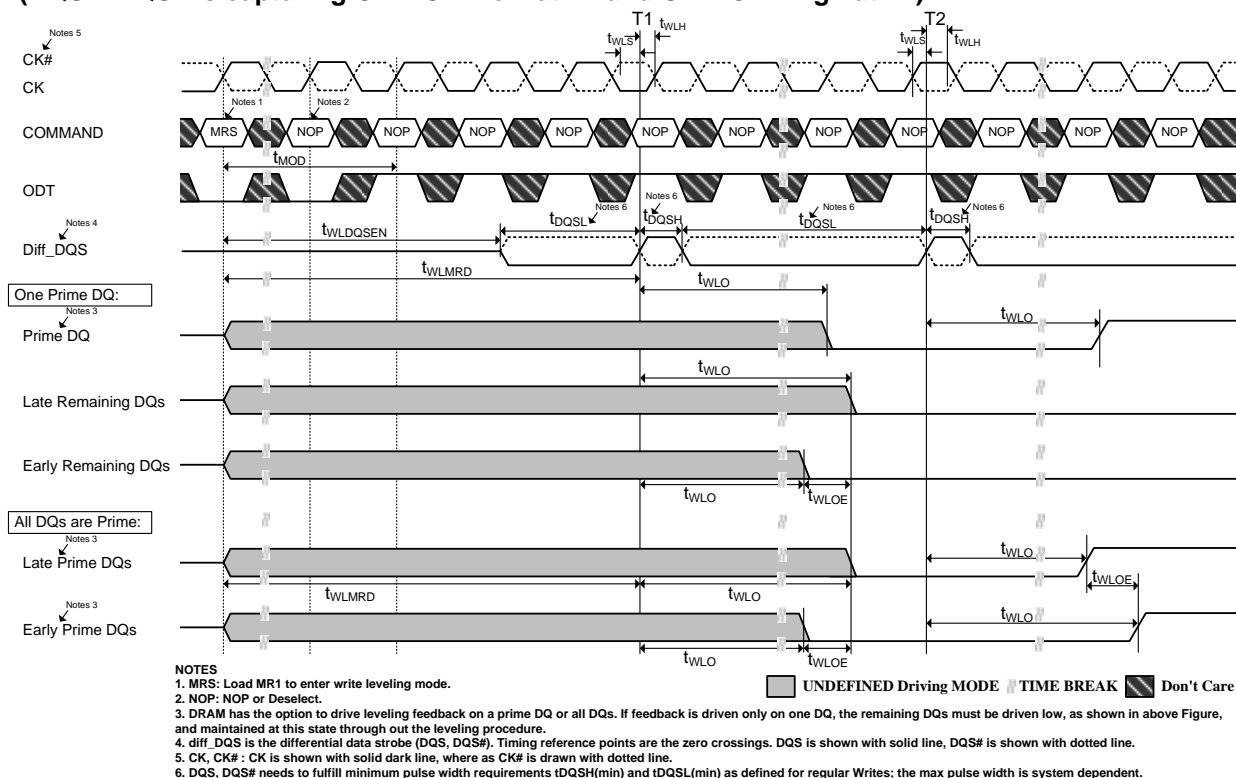 T1 T2
Notes 5
tWLS tWLH tWLS tWLH
CK#
CK
Notes 1 Notes 2
COMMAND MRS NOP NOP NOP NOP NOP NOP NOP NOP NOP NOP NOP
tMOD
ODT
Notes 4 Notes 6 Notes 6 Notes 6 Notes 6
tDQSL tDQSH tDQSL tDQSH
tWLDQSEN
Diff_DQS
tWLMRD tWLO
One Prime DQ:
Notes 3
tWLO
Prime DQ
tWLO
Late Remaining DQs
Early Remaining DQs
tWLO tWLOE
All DQs are Prime:
Notes 3
Late Prime DQs tWLO
tWLMRD tWLO tWLOE
Notes 3
Early Prime DQs tWLO
tWLO tWLOE
NOTES
1. MRS: Load MR1 to enter write leveling mode.
UNDEFINED Driving MODE TIME BREAK Don't Care
2. NOP: NOP or Deselect.
3. DRAM has the option to drive leveling feedback on a prime DQ or all DQs. If feedback is driven only on one DQ, the remaining DQs must be driven low, as shown in above Figure,
and maintained at this state through out the leveling procedure.
4. diff_DQS is the differential data strobe (DQS, DQS#). Timing reference points are the zero crossings. DQS is shown with solid line, DQS# is shown with dotted line.
5. CK, CK# : CK is shown with solid dark line, where as CK# is drawn with dotted line.
6. DQS, DQS# needs to fulfill minimum pulse width requirements tDQSH(min) and tDQSL(min) as defined for regular Writes; the max pulse width is system dependent.